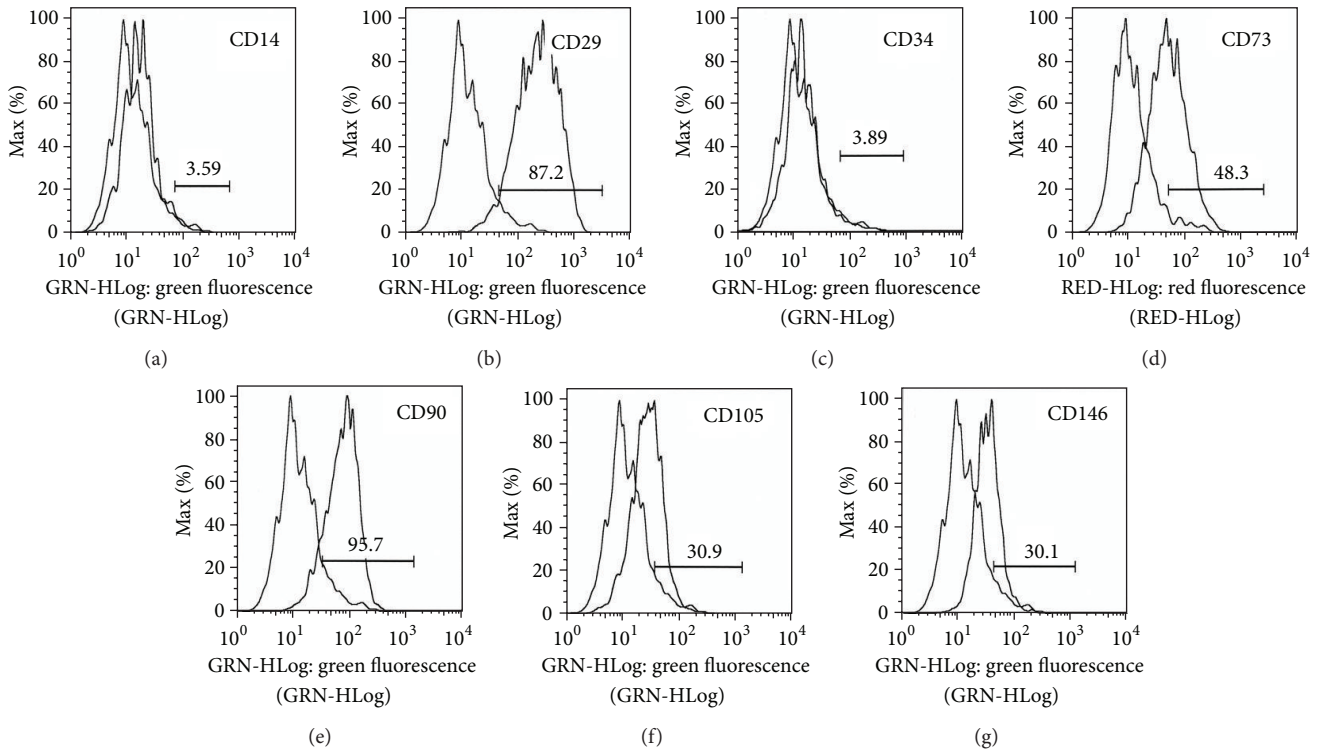 100
80
60
40
20
0
Max (%)
CD14
3.59
10^0 10^1 10^2 10^3 10^4
GRN-HLog: green fluorescence
(GRN-HLog)
(a)
100
80
60
40
20
0
Max (%)
CD29
87.2
10^0 10^1 10^2 10^3 10^4
GRN-HLog: green fluorescence
(GRN-HLog)
(b)
100
80
60
40
20
0
Max (%)
CD34
3.89
10^0 10^1 10^2 10^3 10^4
GRN-HLog: green fluorescence
(GRN-HLog)
(c)
100
80
60
40
20
0
Max (%)
CD73
48.3
10^0 10^1 10^2 10^3 10^4
RED-HLog: red fluorescence
(RED-HLog)
(d)
100
80
60
40
20
0
Max (%)
CD90
95.7
10^0 10^1 10^2 10^3 10^4
GRN-HLog: green fluorescence
(GRN-HLog)
(e)
100
80
60
40
20
0
Max (%)
CD105
30.9
10^0 10^1 10^2 10^3 10^4
GRN-HLog: green fluorescence
(GRN-HLog)
(f)
100
80
60
40
20
0
Max (%)
CD146
30.1
10^0 10^1 10^2 10^3 10^4
GRN-HLog: green fluorescence
(GRN-HLog)
(g)